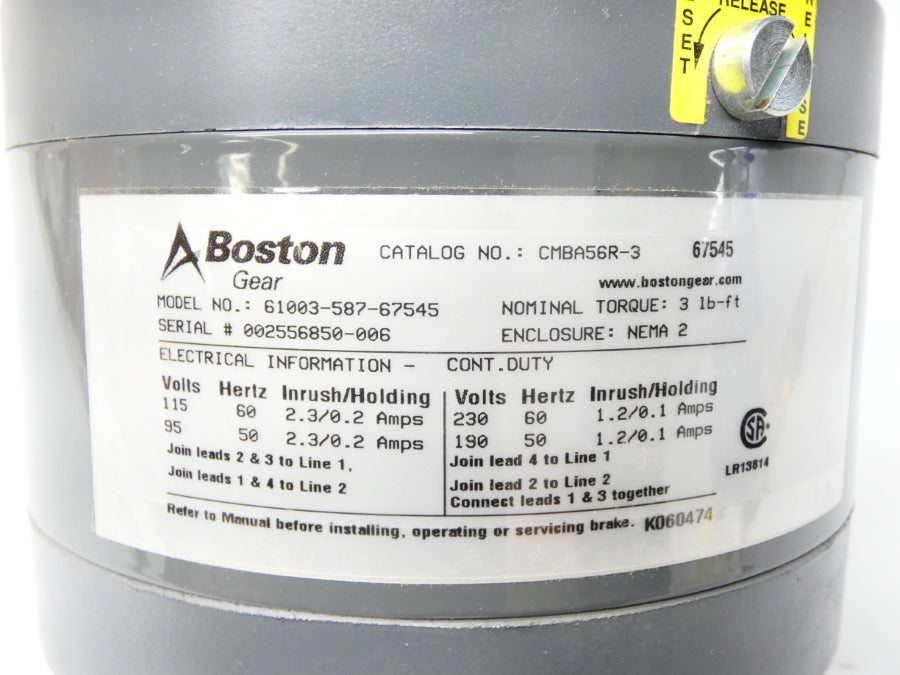 RELEASE
SET
Boston
Gear
CATALOG NO.: CMBA56R-3 67545
www.bostongear.com
MODEL NO.: 61003-587-67545 NOMINAL TORQUE: 3 lb-ft
SERIAL # 002556850-006 ENCLOSURE: NEMA 2
ELECTRICAL INFORMATION - CONT.DUTY
Volts Hertz Inrush/Holding
115 60 2.3/0.2 Amps
95 50 2.3/0.2 Amps
Join leads 2 & 3 to Line 1,
Join leads 1 & 4 to Line 2
Volts Hertz Inrush/Holding
230 60 1.2/0.1 Amps
190 50 1.2/0.1 Amps
Join lead 4 to Line 1
Join lead 2 to Line 2
Connect leads 1 & 3 together
SA
LR13814
Refer to Manual before installing, operating or servicing brake. K060474